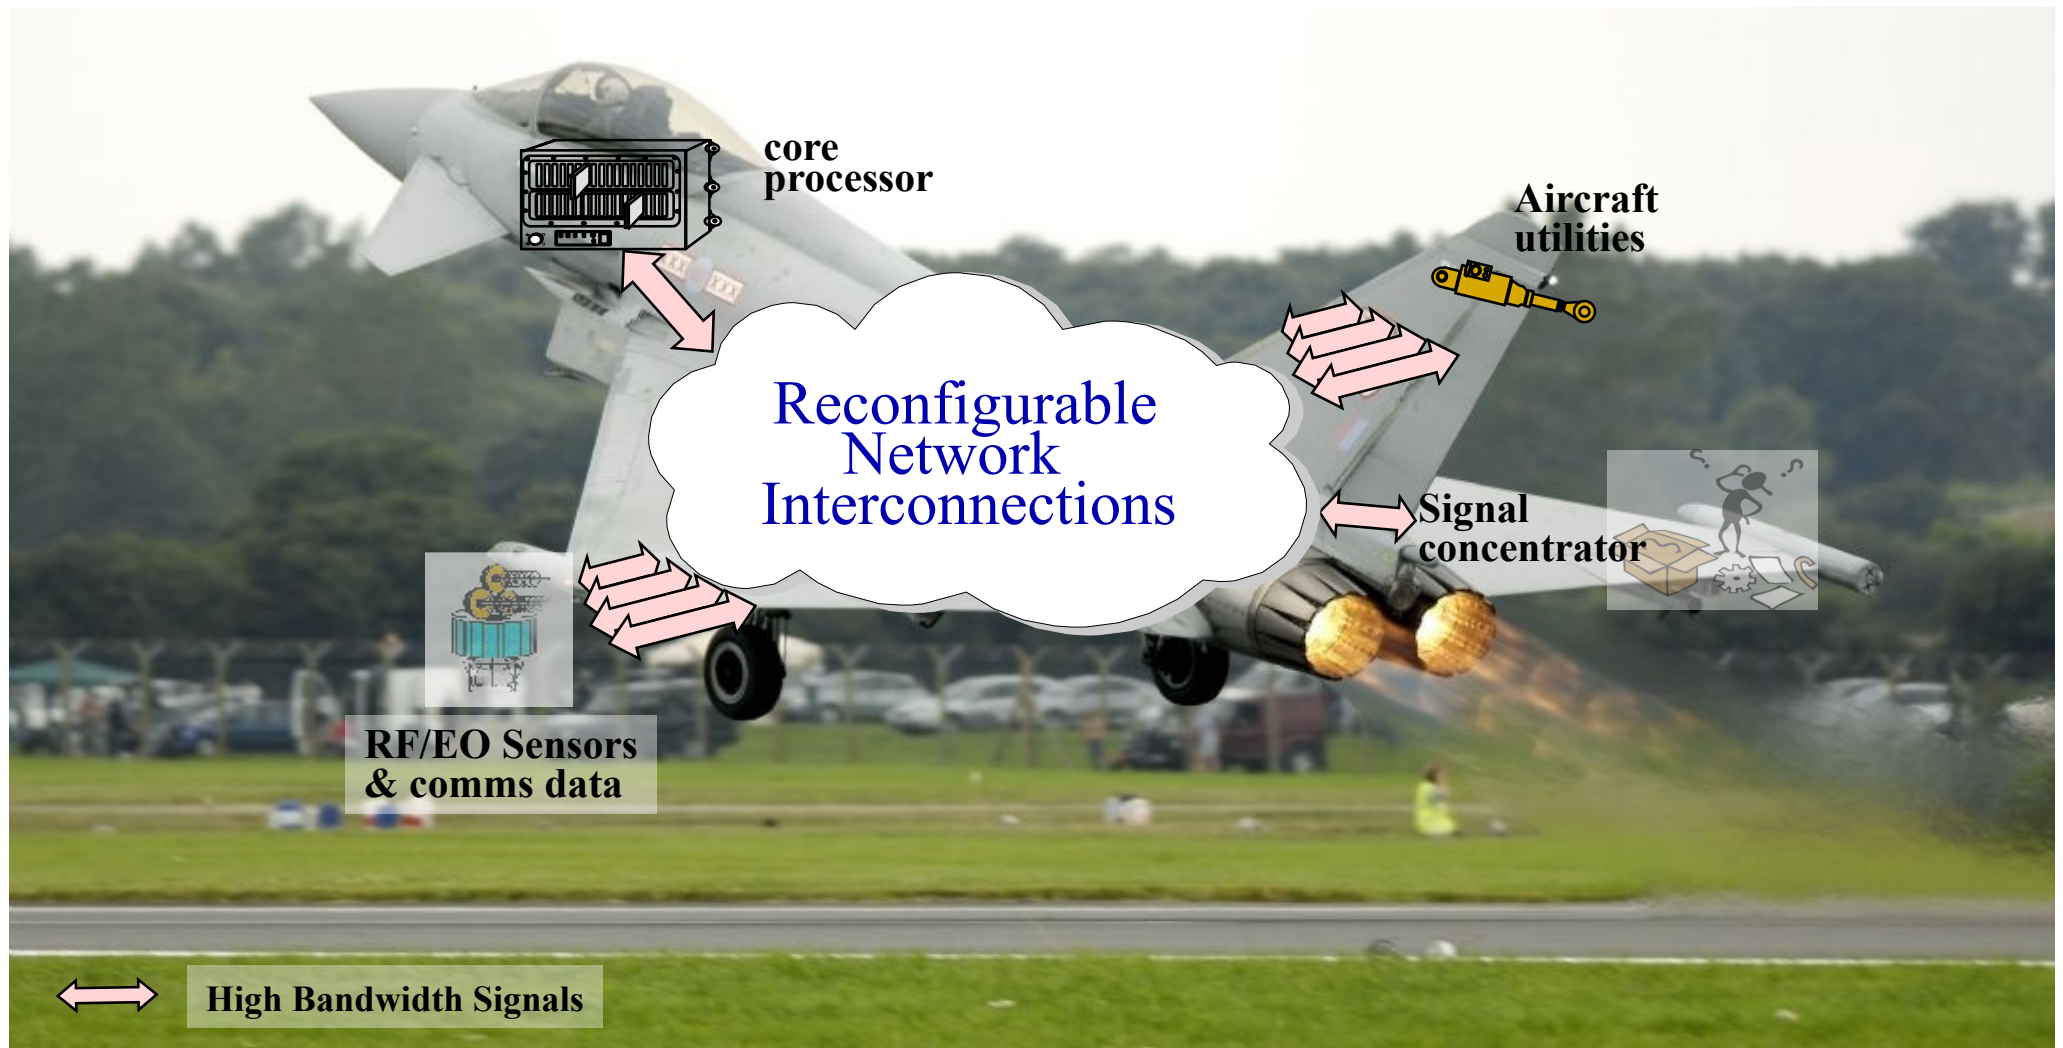 core
processor
Aircraft
utilities
Reconfigurable
Network
Interconnections
Signal
concentrator
RF/EO Sensors
& comms data
High Bandwidth Signals